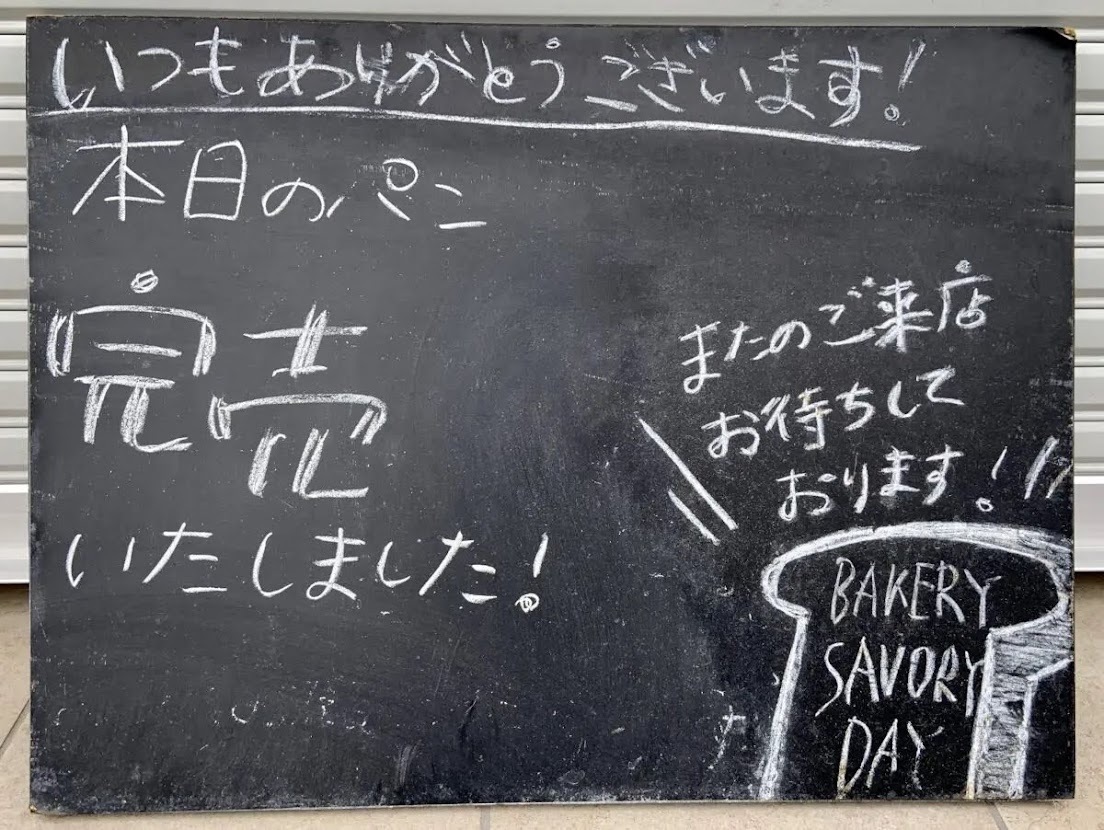 いつもありがとうございます!
本日のパン
完売
いたしました!
またのご来店
お待ちして
おります!
BAKERY
SAVORY
DAY